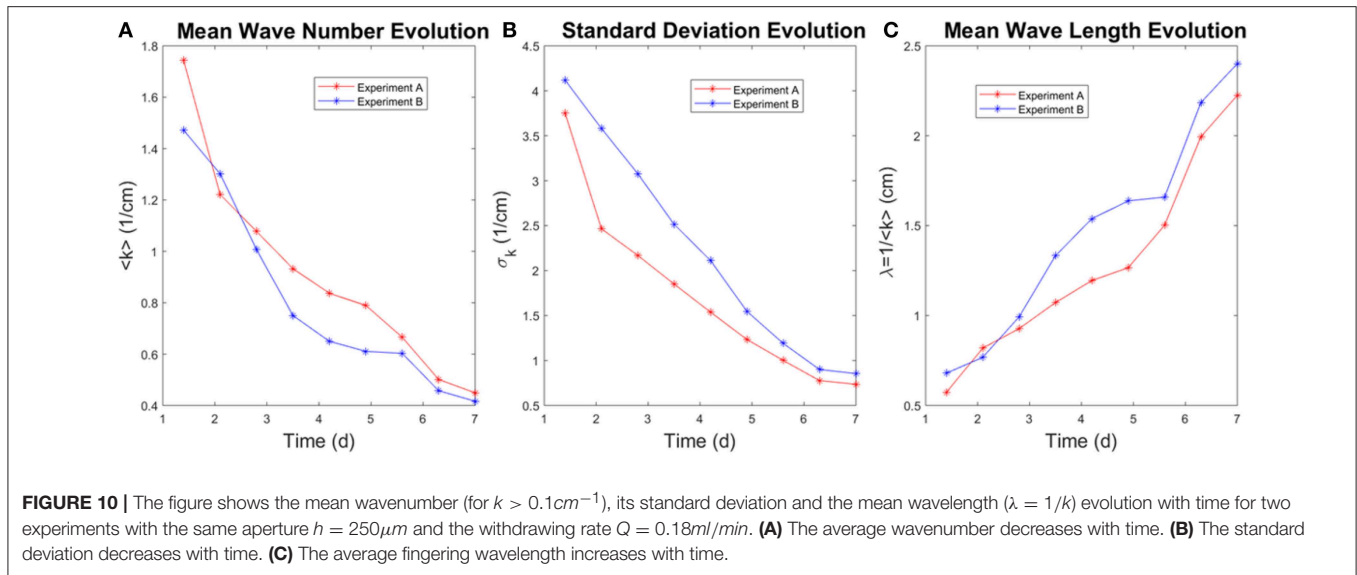 A Mean Wave Number Evolution
1.8
1.6
1.4
1.2
1
0.8
0.6
0.4
<k> (1/cm)
Experiment A
Experiment B
1 2 3 4 5 6 7
Time (d)
B Standard Deviation Evolution
4.5
4
3.5
3
2.5
2
1.5
1
0.5
σk (1/cm)
Experiment A
Experiment B
1 2 3 4 5 6 7
Time (d)
C Mean Wave Length Evolution
2.5
2
1.5
1
0.5
λ=1/<k> (cm)
Experiment A
Experiment B
1 2 3 4 5 6 7
Time (d)
FIGURE 10 | The figure shows the mean wavenumber (for k > 0.1cm−1), its standard deviation and the mean wavelength (λ = 1/k) evolution with time for two
experiments with the same aperture h = 250μm and the withdrawing rate Q = 0.18ml/min. (A) The average wavenumber decreases with time. (B) The standard
deviation decreases with time. (C) The average fingering wavelength increases with time.